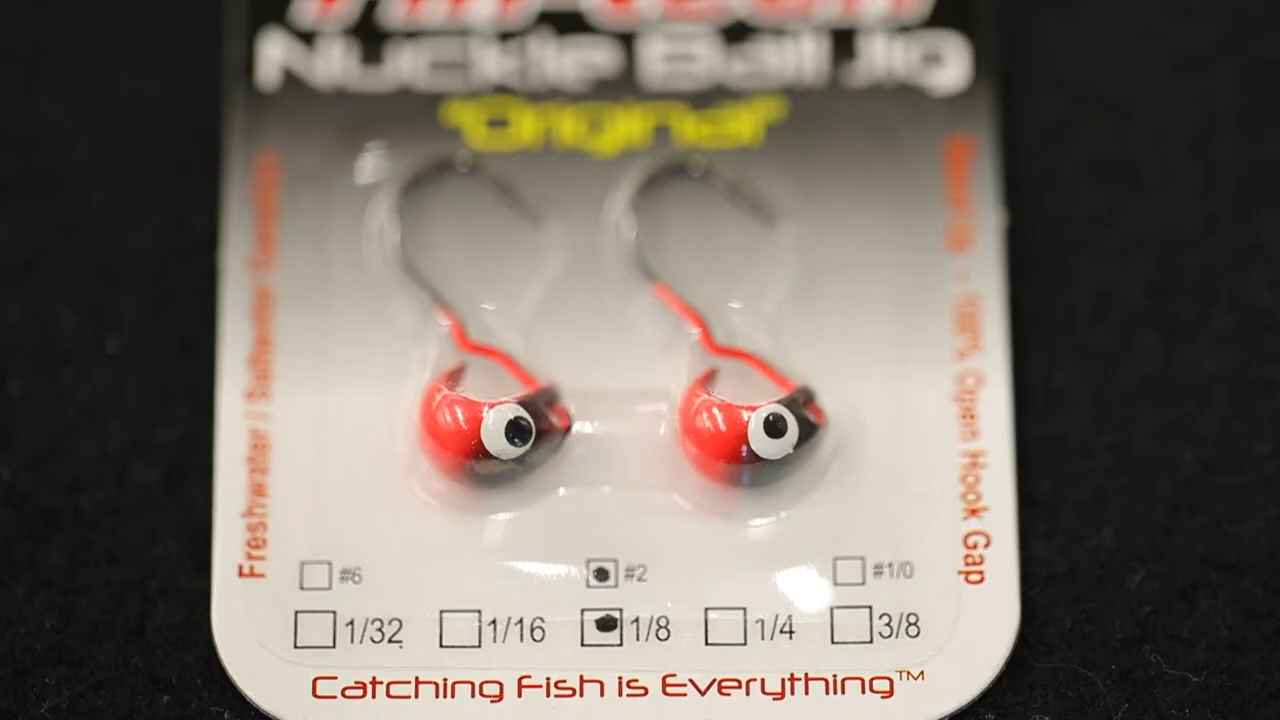 Nuckle Ball Jig
"Original"
Freshwater / Saltwater
100% Open Hook Gap
#6 #2 #1/0
1/32 1/16 1/8 1/4 3/8
Catching Fish is Everything™